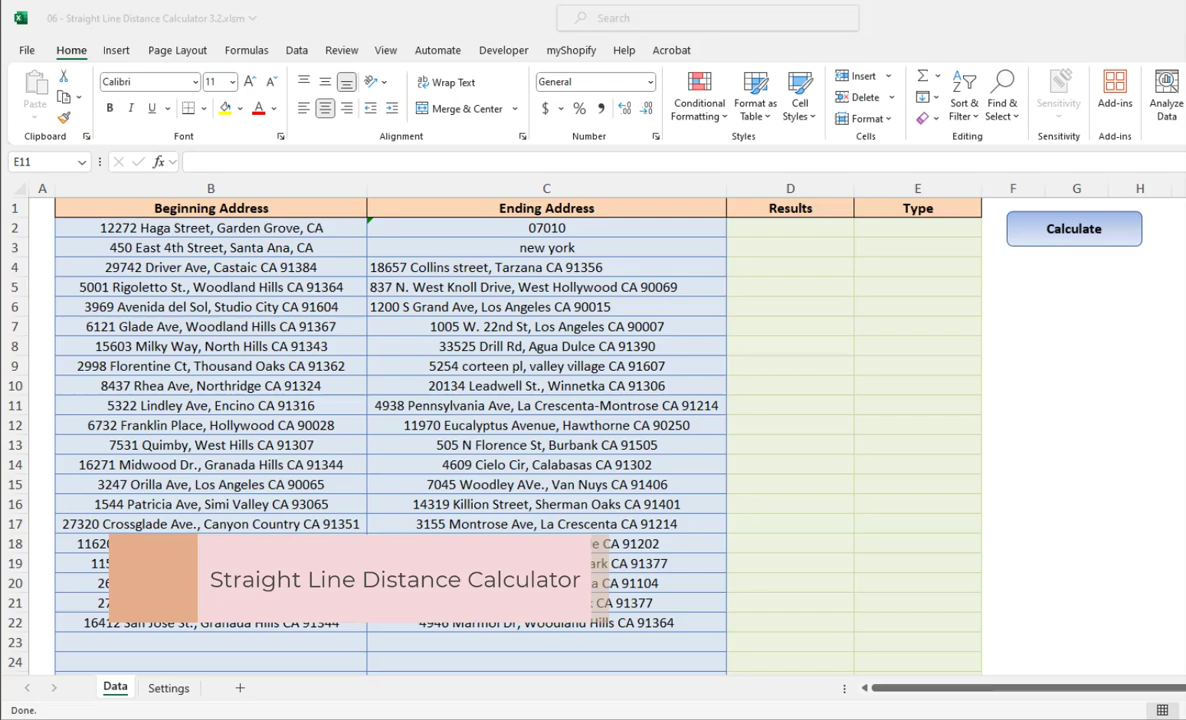 06 - Straight Line Distance Calculator 3.2.xlsm
Search
File Home Insert Page Layout Formulas Data Review View Automate Developer myShopify Help Acrobat
Paste
Calibri 11 A A
B I U A
Wrap Text
Merge & Center
General
$ % ,
Conditional Formatting
Format as Table
Cell Styles
Insert
Delete
Format
Sort & Filter
Find & Select
Sensitivity
Add-ins
Analyze Data
Clipboard Font Alignment Number Styles Cells Editing Sensitivity Add-ins
E11 fx
A B C D E F G H
1 Beginning Address Ending Address Results Type
2 12272 Haga Street, Garden Grove, CA 07010
Calculate
3 450 East 4th Street, Santa Ana, CA new york
4 29742 Driver Ave, Castaic CA 91384 18657 Collins street, Tarzana CA 91356
5 5001 Rigoletto St., Woodland Hills CA 91364 837 N. West Knoll Drive, West Hollywood CA 90069
6 3969 Avenida del Sol, Studio City CA 91604 1200 S Grand Ave, Los Angeles CA 90015
7 6121 Glade Ave, Woodland Hills CA 91367 1005 W. 22nd St, Los Angeles CA 90007
8 15603 Milky Way, North Hills CA 91343 33525 Drill Rd, Agua Dulce CA 91390
9 2998 Florentine Ct, Thousand Oaks CA 91362 5254 corteen pl, valley village CA 91607
10 8437 Rhea Ave, Northridge CA 91324 20134 Leadwell St., Winnetka CA 91306
11 5322 Lindley Ave, Encino CA 91316 4938 Pennsylvania Ave, La Crescenta-Montrose CA 91214
12 6732 Franklin Place, Hollywood CA 90028 11970 Eucalyptus Avenue, Hawthorne CA 90250
13 7531 Quimby, West Hills CA 91307 505 N Florence St, Burbank CA 91505
14 16271 Midwood Dr., Granada Hills CA 91344 4609 Cielo Cir, Calabasas CA 91302
15 3247 Orilla Ave, Los Angeles CA 90065 7045 Woodley AVe., Van Nuys CA 91406
16 1544 Patricia Ave, Simi Valley CA 93065 14319 Killion Street, Sherman Oaks CA 91401
17 27320 Crossglade Ave., Canyon Country CA 91351 3155 Montrose Ave, La Crescenta CA 91214
18 CA 91202
19 CA 91377
Straight Line Distance Calculator
20 CA 91104
21 CA 91377
22 16412 San Jose St., Granada Hills CA 91344 4946 Marmol Dr, Woodland Hills CA 91364
23
24
Data Settings
Done.